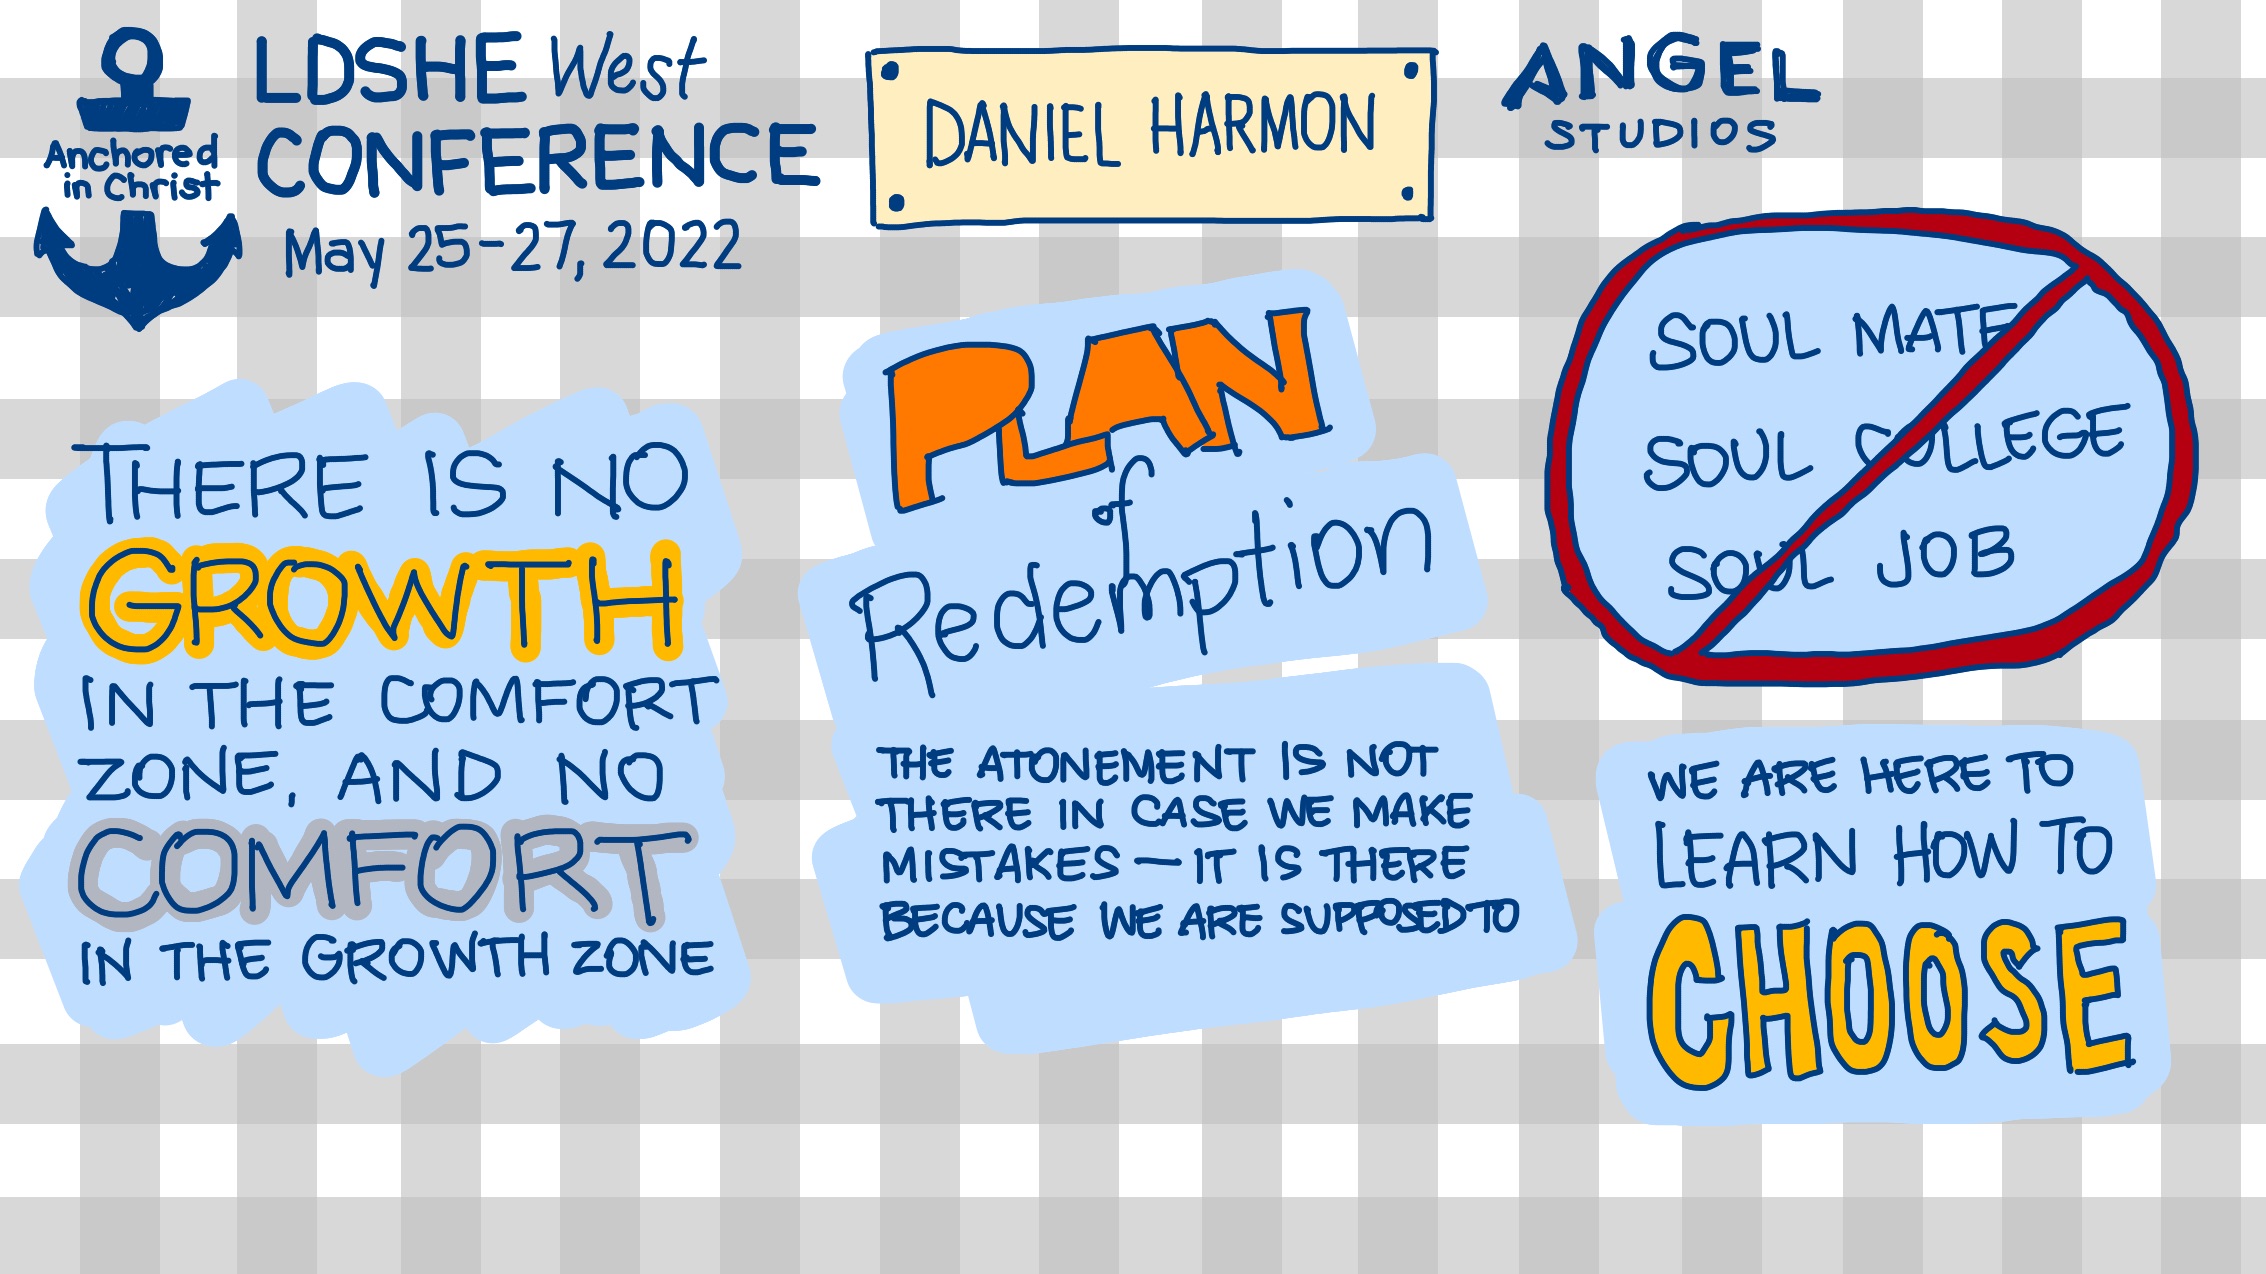 Anchored
in Christ
LDSHE West
CONFERENCE
May 25-27, 2022
DANIEL HARMON
ANGEL
STUDIOS
THERE IS NO
GROWTH
IN THE COMFORT
ZONE, AND NO
COMFORT
IN THE GROWTH ZONE
PLAN
of
Redemption
THE ATONEMENT IS NOT
THERE IN CASE WE MAKE
MISTAKES — IT IS THERE
BECAUSE WE ARE SUPPOSED TO
SOUL MATE
SOUL COLLEGE
SOUL JOB
WE ARE HERE TO
LEARN HOW TO
CHOOSE